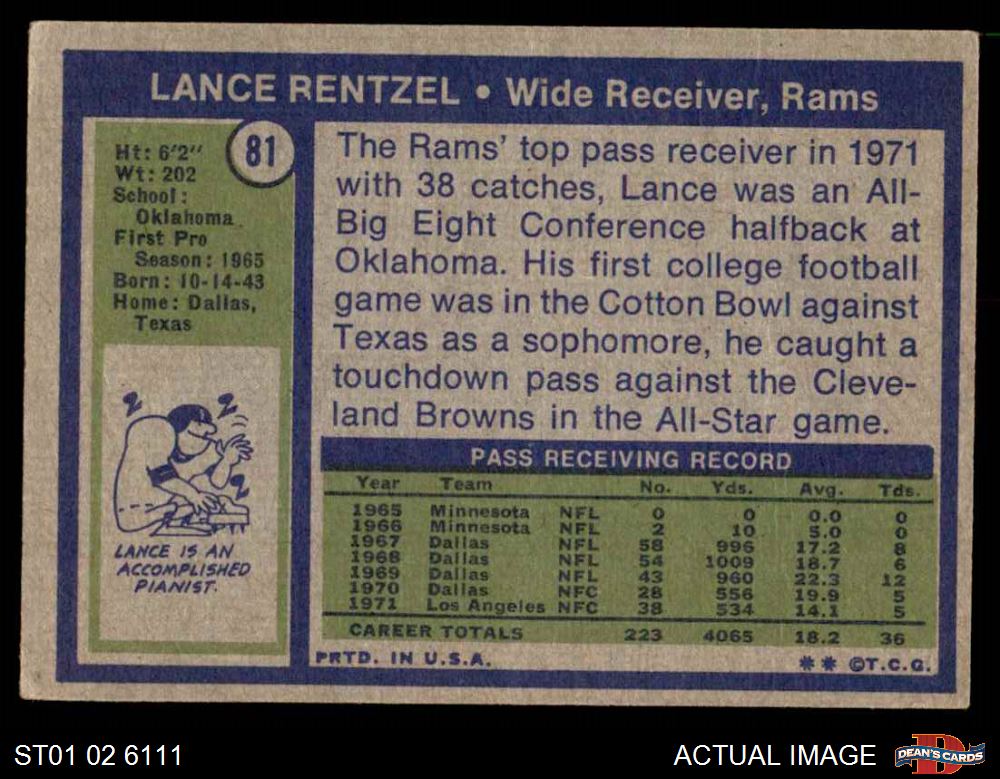 LANCE RENTZEL • Wide Receiver, Rams
81
Ht: 6'2"
Wt: 202
School:
Oklahoma
First Pro
Season: 1965
Born: 10-14-43
Home: Dallas,
Texas
Z Z
Z
LANCE IS AN
ACCOMPLISHED
PIANIST.
The Rams' top pass receiver in 1971
with 38 catches, Lance was an All-
Big Eight Conference halfback at
Oklahoma. His first college football
game was in the Cotton Bowl against
Texas as a sophomore, he caught a
touchdown pass against the Cleve-
land Browns in the All-Star game.
PASS RECEIVING RECORD
Year Team No. Yds. Avg. Tds.
1965 Minnesota NFL 0 0 0.0 0
1966 Minnesota NFL 2 10 5.0 0
1967 Dallas NFL 58 996 17.2 8
1968 Dallas NFL 54 1009 18.7 6
1969 Dallas NFL 43 960 22.3 12
1970 Dallas NFC 28 556 19.9 5
1971 Los Angeles NFC 38 534 14.1 5
CAREER TOTALS 223 4065 18.2 36
PRTD. IN U.S.A. ** ©T.C.G.
ST01 02 6111
ACTUAL IMAGE
D
DEAN'S CARDS